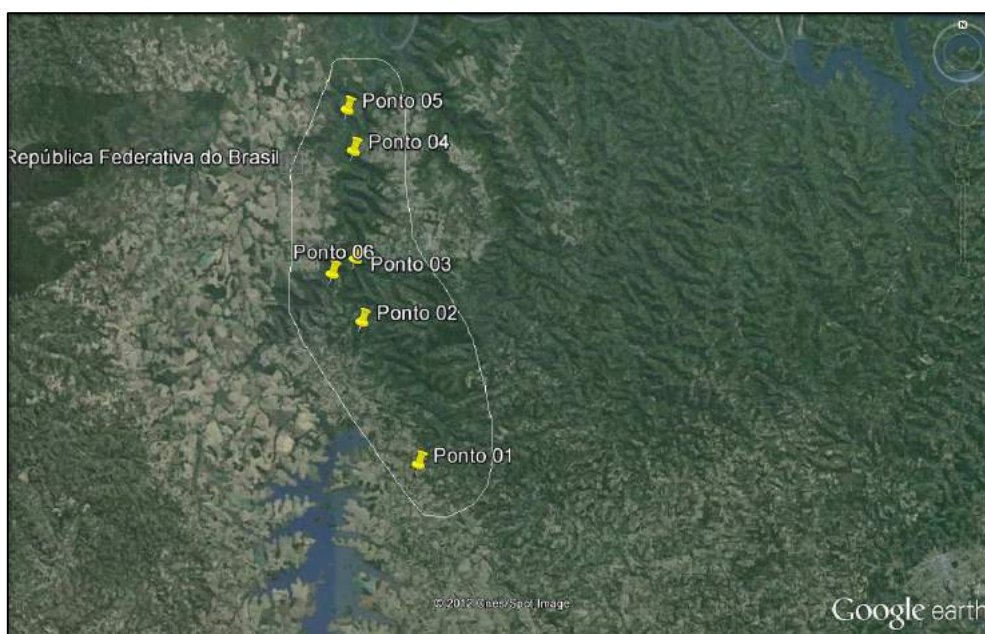 N
Ponto 05
Ponto 04
República Federativa do Brasil
Ponto 06
Ponto 03
Ponto 02
Ponto 01
© 2012 Cnes/Spot Image
Google earth